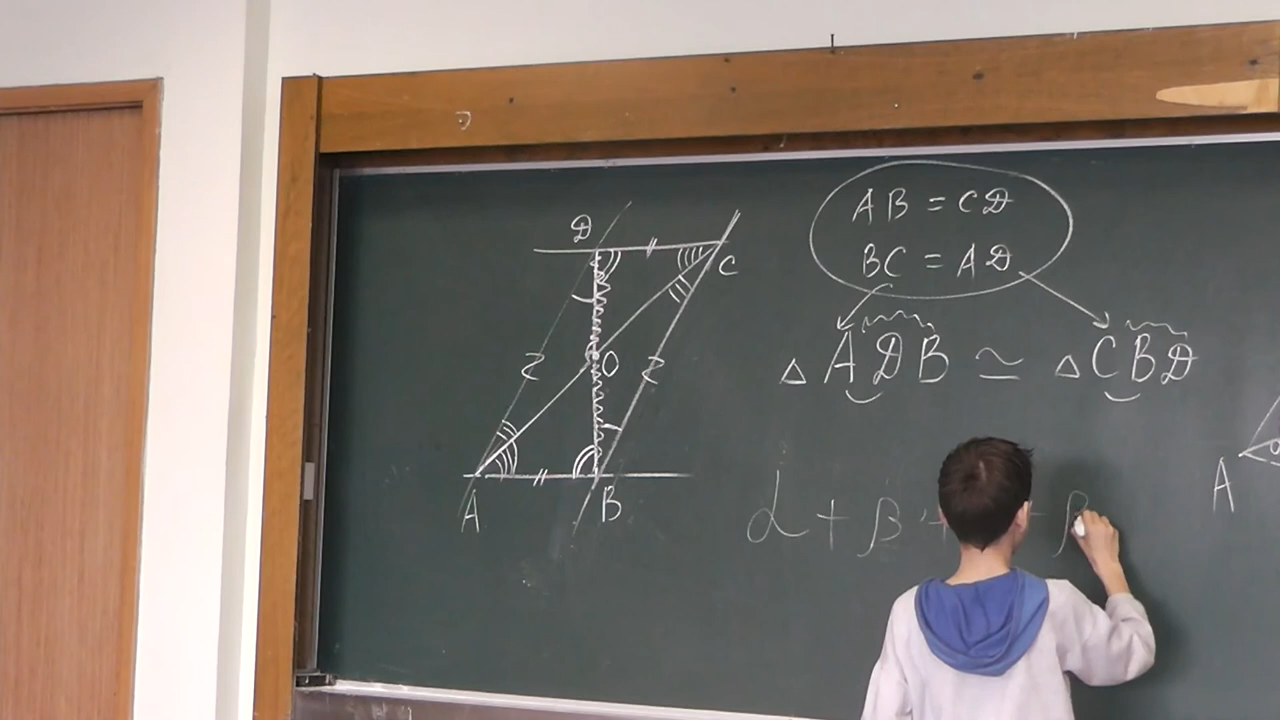 AB = CD
BC = AD
△ ADB ≃ △ CBD
α + β + + β
D
C
O
A
B
A